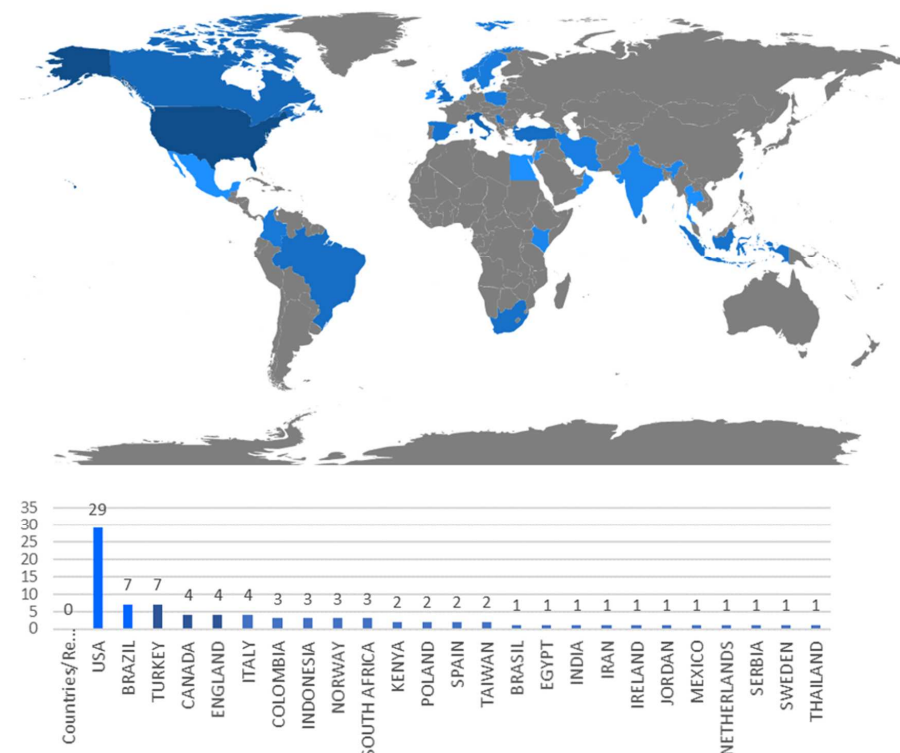 35
30
25
20
15
10
5
0
0
29
7
7
4
4
4
3
3
3
3
2
2
2
2
1
1
1
1
1
1
1
1
1
1
1
Countries/Re...
USA
BRAZIL
TURKEY
CANADA
ENGLAND
ITALY
COLOMBIA
INDONESIA
NORWAY
SOUTH AFRICA
KENYA
POLAND
SPAIN
TAIWAN
BRASIL
EGYPT
INDIA
IRAN
IRELAND
JORDAN
MEXICO
NETHERLANDS
SERBIA
SWEDEN
THAILAND